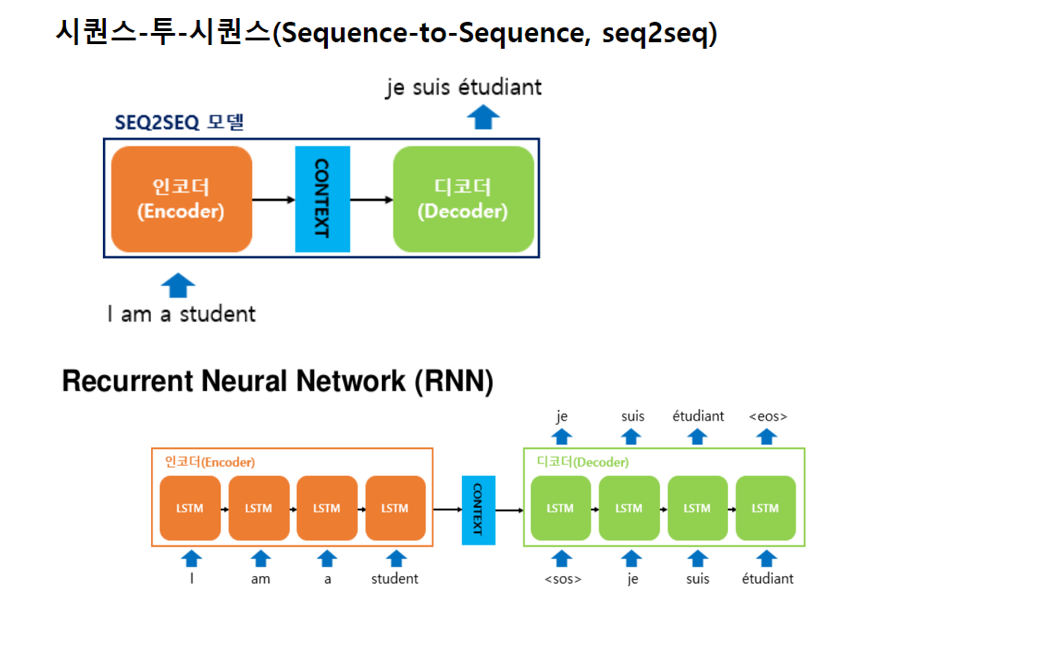 시퀀스-투-시퀀스(Sequence-to-Sequence, seq2seq)
je suis étudiant
SEQ2SEQ 모델
인코더
(Encoder)
CONTEXT
디코더
(Decoder)
I am a student
Recurrent Neural Network (RNN)
je suis étudiant <eos>
인코더(Encoder)
디코더(Decoder)
LSTM LSTM LSTM LSTM
CONTEXT
LSTM LSTM LSTM LSTM
I am a student
<sos> je suis étudiant